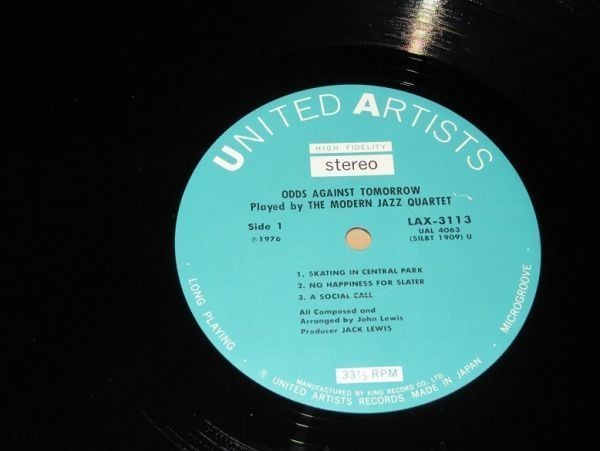 UNITED ARTISTS
HIGH FIDELITY
stereo
ODDS AGAINST TOMORROW
Played by THE MODERN JAZZ QUARTET
Side 1
LAX-3113
Ⓟ1976
UAL 4063
(SILBT 1909) U
1. SKATING IN CENTRAL PARK
2. NO HAPPINESS FOR SLATER
3. A SOCIAL CALL
All Composed and
Arranged by John Lewis
Producer JACK LEWIS
33⅓ RPM
· LONG PLAYING ·
· MICROGROOVE ·
MANUFACTURED BY KING RECORD CO., LTD.
® UNITED ARTISTS RECORDS. MADE IN JAPAN